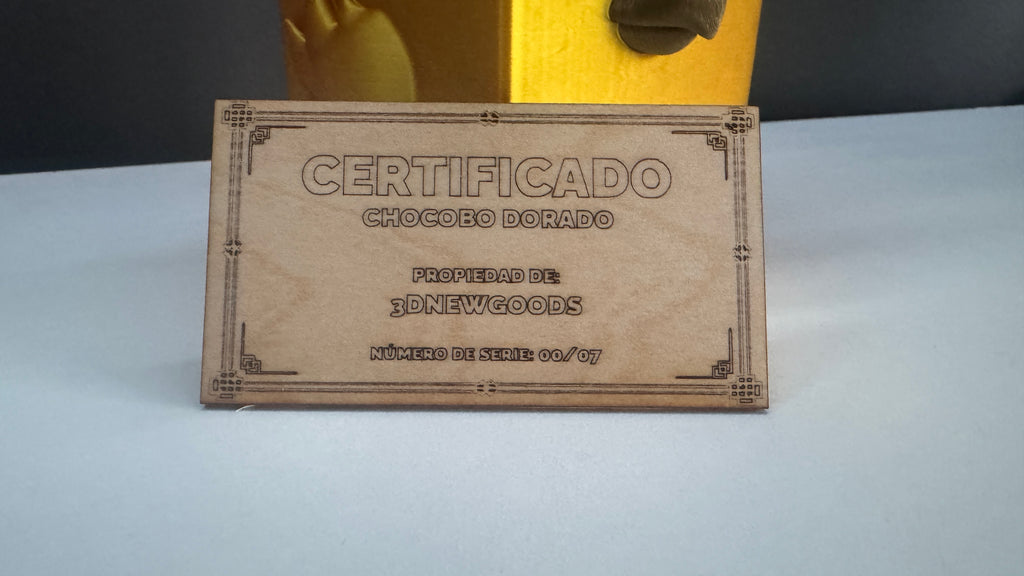 CERTIFICADO
CHOCOBO DORADO
PROPIEDAD DE:
3DNEWGOODS
NÚMERO DE SERIE: 00/07